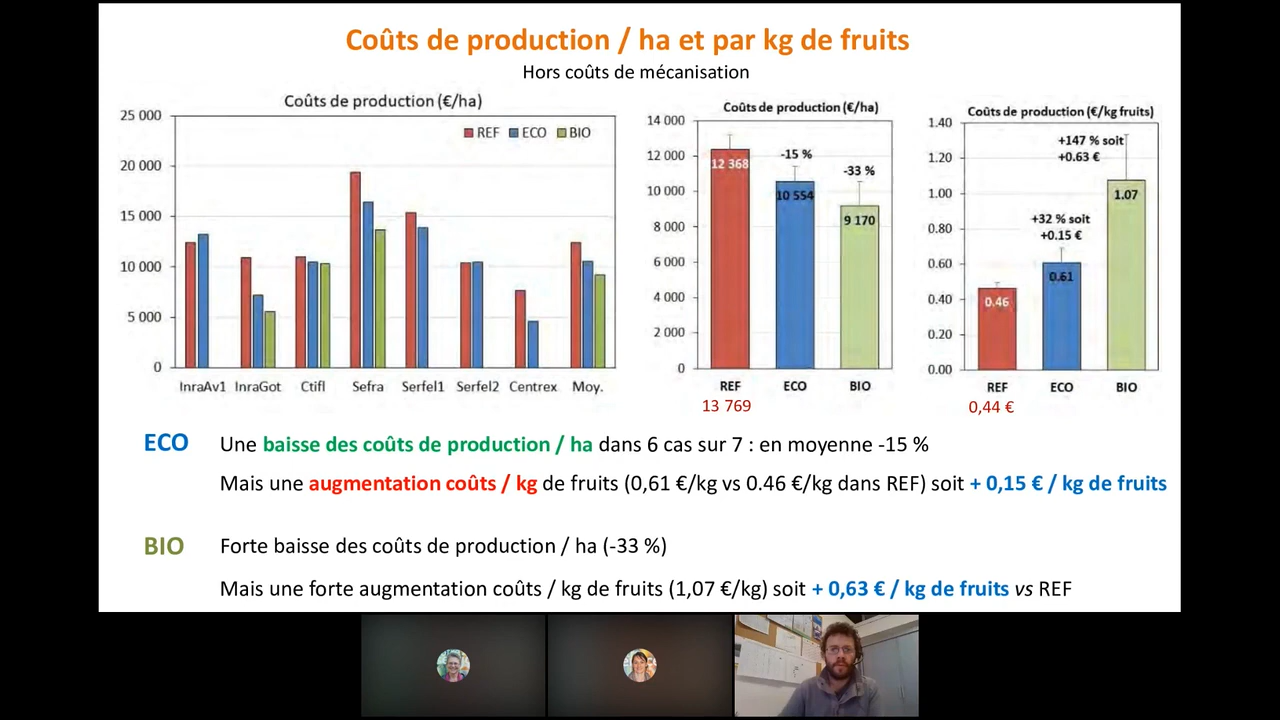 Coûts de production / ha et par kg de fruits
Hors coûts de mécanisation
Coûts de production (€/ha)
25 000
20 000
15 000
10 000
5 000
0
REF ECO BIO
InraAv1 InraGot Ctifl Sefra Serfel1 Serfel2 Centrex Moy.
Coûts de production (€/ha)
14 000
12 000
10 000
8 000
6 000
4 000
2 000
0
12 368
-15 %
10 554
-33 %
9 170
REF ECO BIO
13 769
Coûts de production (€/kg fruits)
1.40
1.20
1.00
0.80
0.60
0.40
0.20
0.00
+147 % soit
+0.63 €
1.07
+32 % soit
+0.15 €
0.61
0.46
REF ECO BIO
0,44 €
ECO Une baisse des coûts de production / ha dans 6 cas sur 7 : en moyenne -15 %
Mais une augmentation coûts / kg de fruits (0,61 €/kg vs 0.46 €/kg dans REF) soit + 0,15 € / kg de fruits
BIO Forte baisse des coûts de production / ha (-33 %)
Mais une forte augmentation coûts / kg de fruits (1,07 €/kg) soit + 0,63 € / kg de fruits vs REF